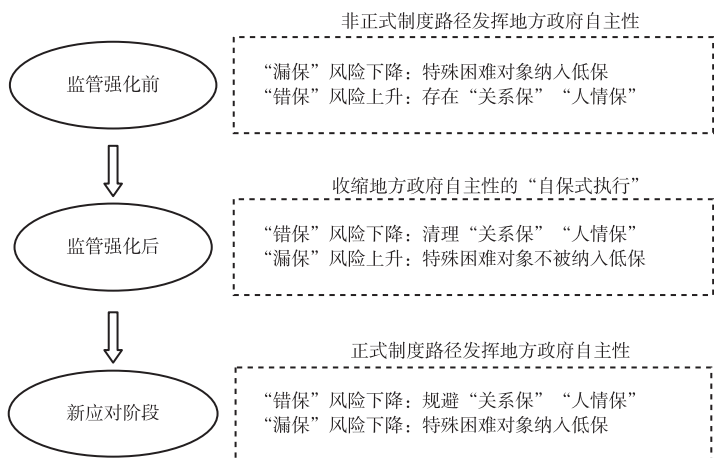 非正式制度路径发挥地方政府自主性
监管强化前
“漏保”风险下降：特殊困难对象纳入低保
“错保”风险上升：存在“关系保”“人情保”
收缩地方政府自主性的“自保式执行”
监管强化后
“错保”风险下降：清理“关系保”“人情保”
“漏保”风险上升：特殊困难对象不被纳入低保
正式制度路径发挥地方政府自主性
新应对阶段
“错保”风险下降：规避“关系保”“人情保”
“漏保”风险下降：特殊困难对象纳入低保